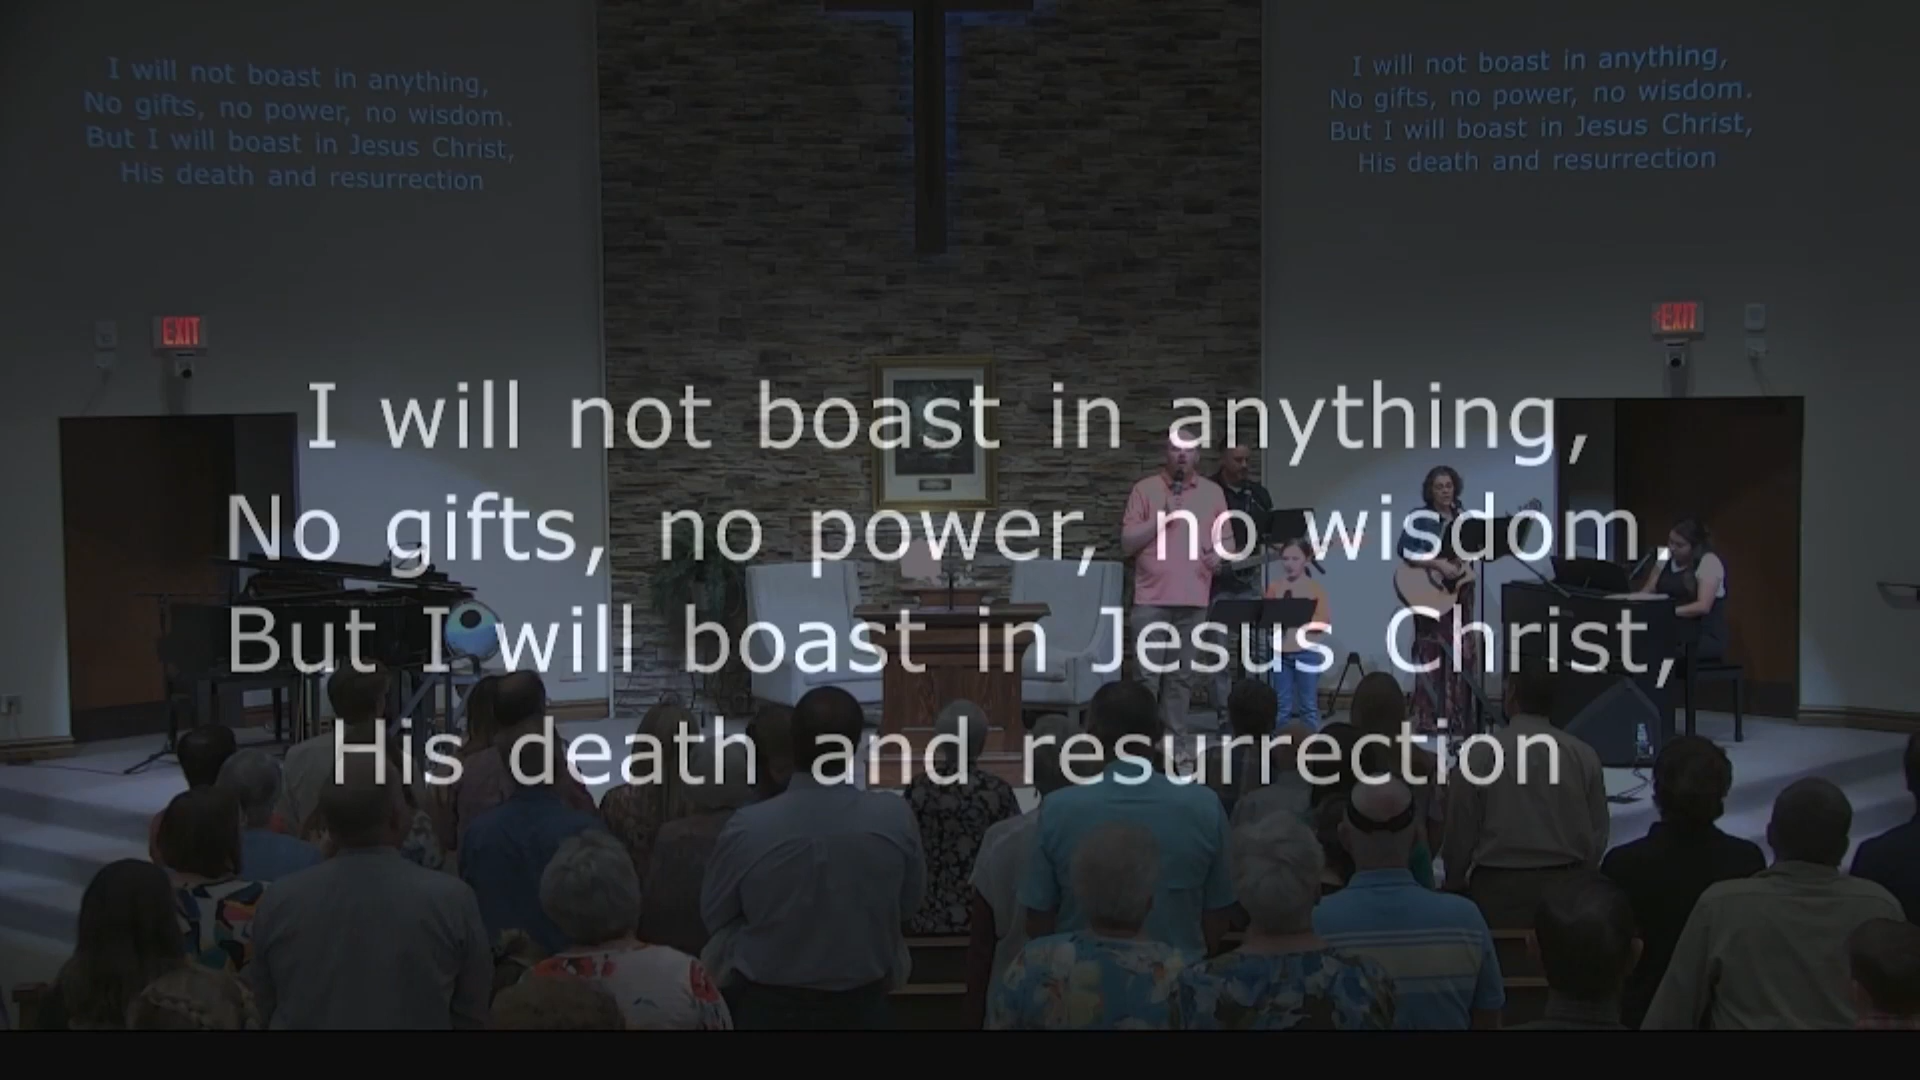 I will not boast in anything,
No gifts, no power, no wisdom.
But I will boast in Jesus Christ,
His death and resurrection
I will not boast in anything,
No gifts, no power, no wisdom.
But I will boast in Jesus Christ,
His death and resurrection
EXIT
EXIT
I will not boast in anything,
No gifts, no power, no wisdom.
But I will boast in Jesus Christ,
His death and resurrection